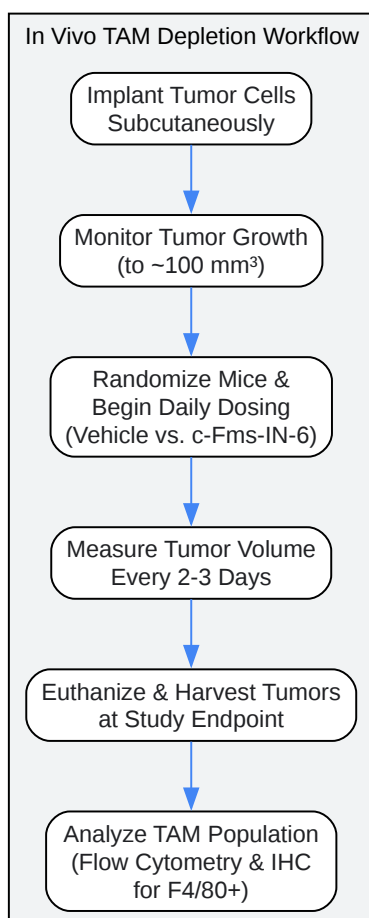 In Vivo TAM Depletion Workflow
Implant Tumor Cells
Subcutaneously
Monitor Tumor Growth
(to ~100 mm³)
Randomize Mice &
Begin Daily Dosing
(Vehicle vs. c-Fms-IN-6)
Measure Tumor Volume
Every 2-3 Days
Euthanize & Harvest Tumors
at Study Endpoint
Analyze TAM Population
(Flow Cytometry & IHC
for F4/80+)